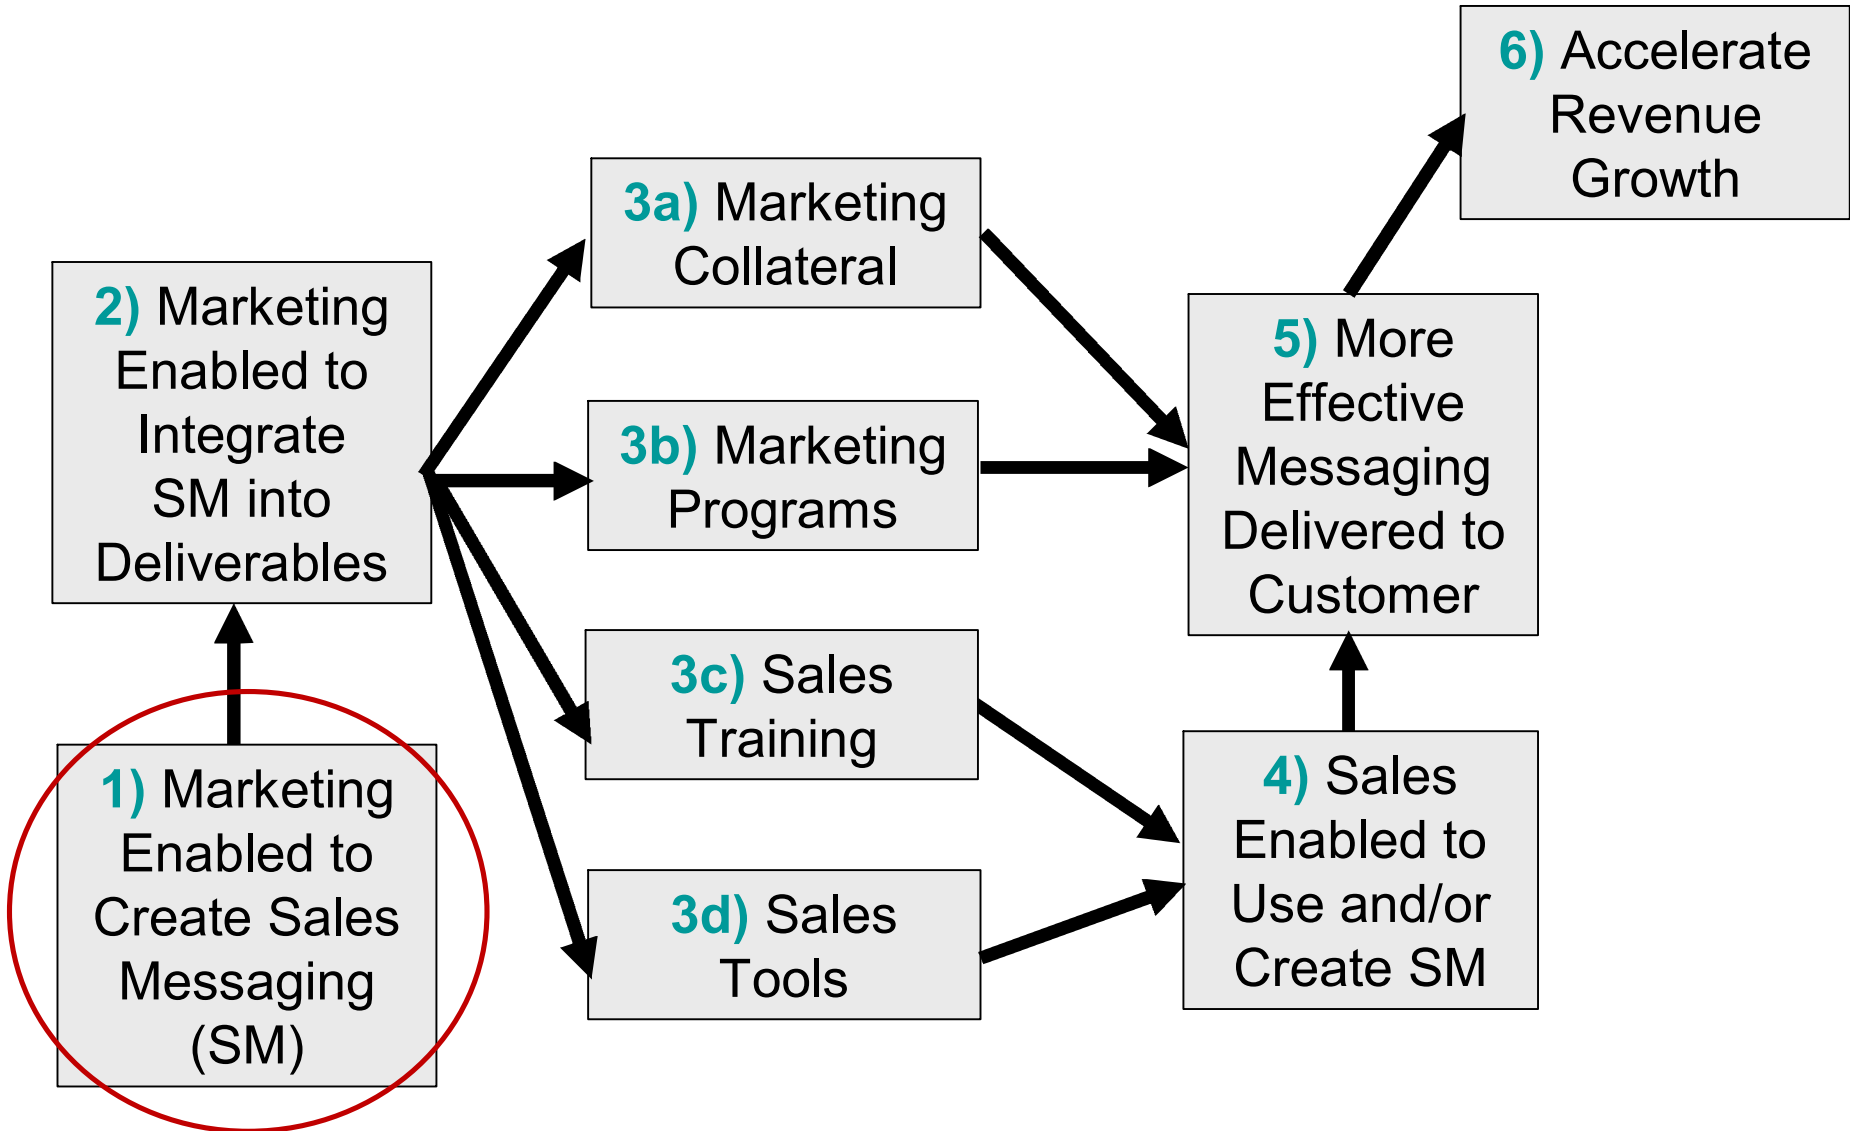 1) Marketing
Enabled to
Create Sales
Messaging
(SM)
2) Marketing
Enabled to
Integrate
SM into
Deliverables
3a) Marketing
Collateral
3b) Marketing
Programs
3c) Sales
Training
3d) Sales
Tools
4) Sales
Enabled to
Use and/or
Create SM
5) More
Effective
Messaging
Delivered to
Customer
6) Accelerate
Revenue
Growth